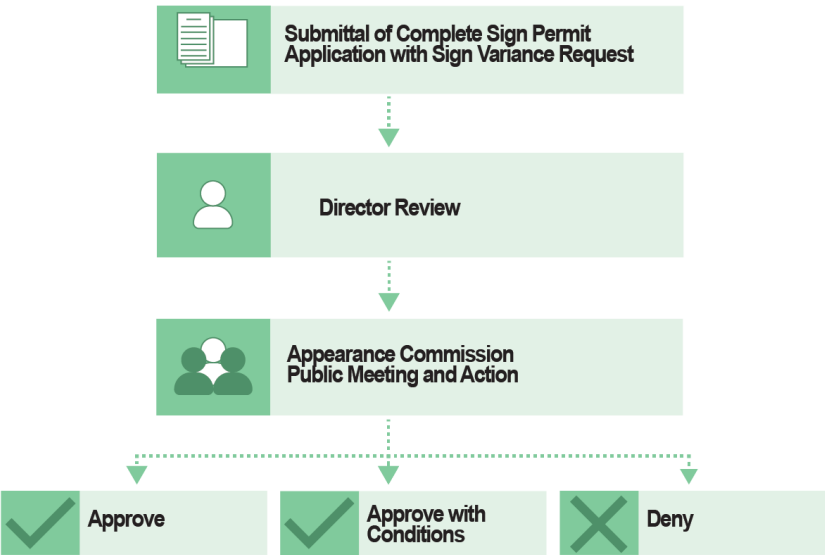 Submittal of Complete Sign Permit
Application with Sign Variance Request
Director Review
Appearance Commission
Public Meeting and Action
Approve
Approve with
Conditions
Deny